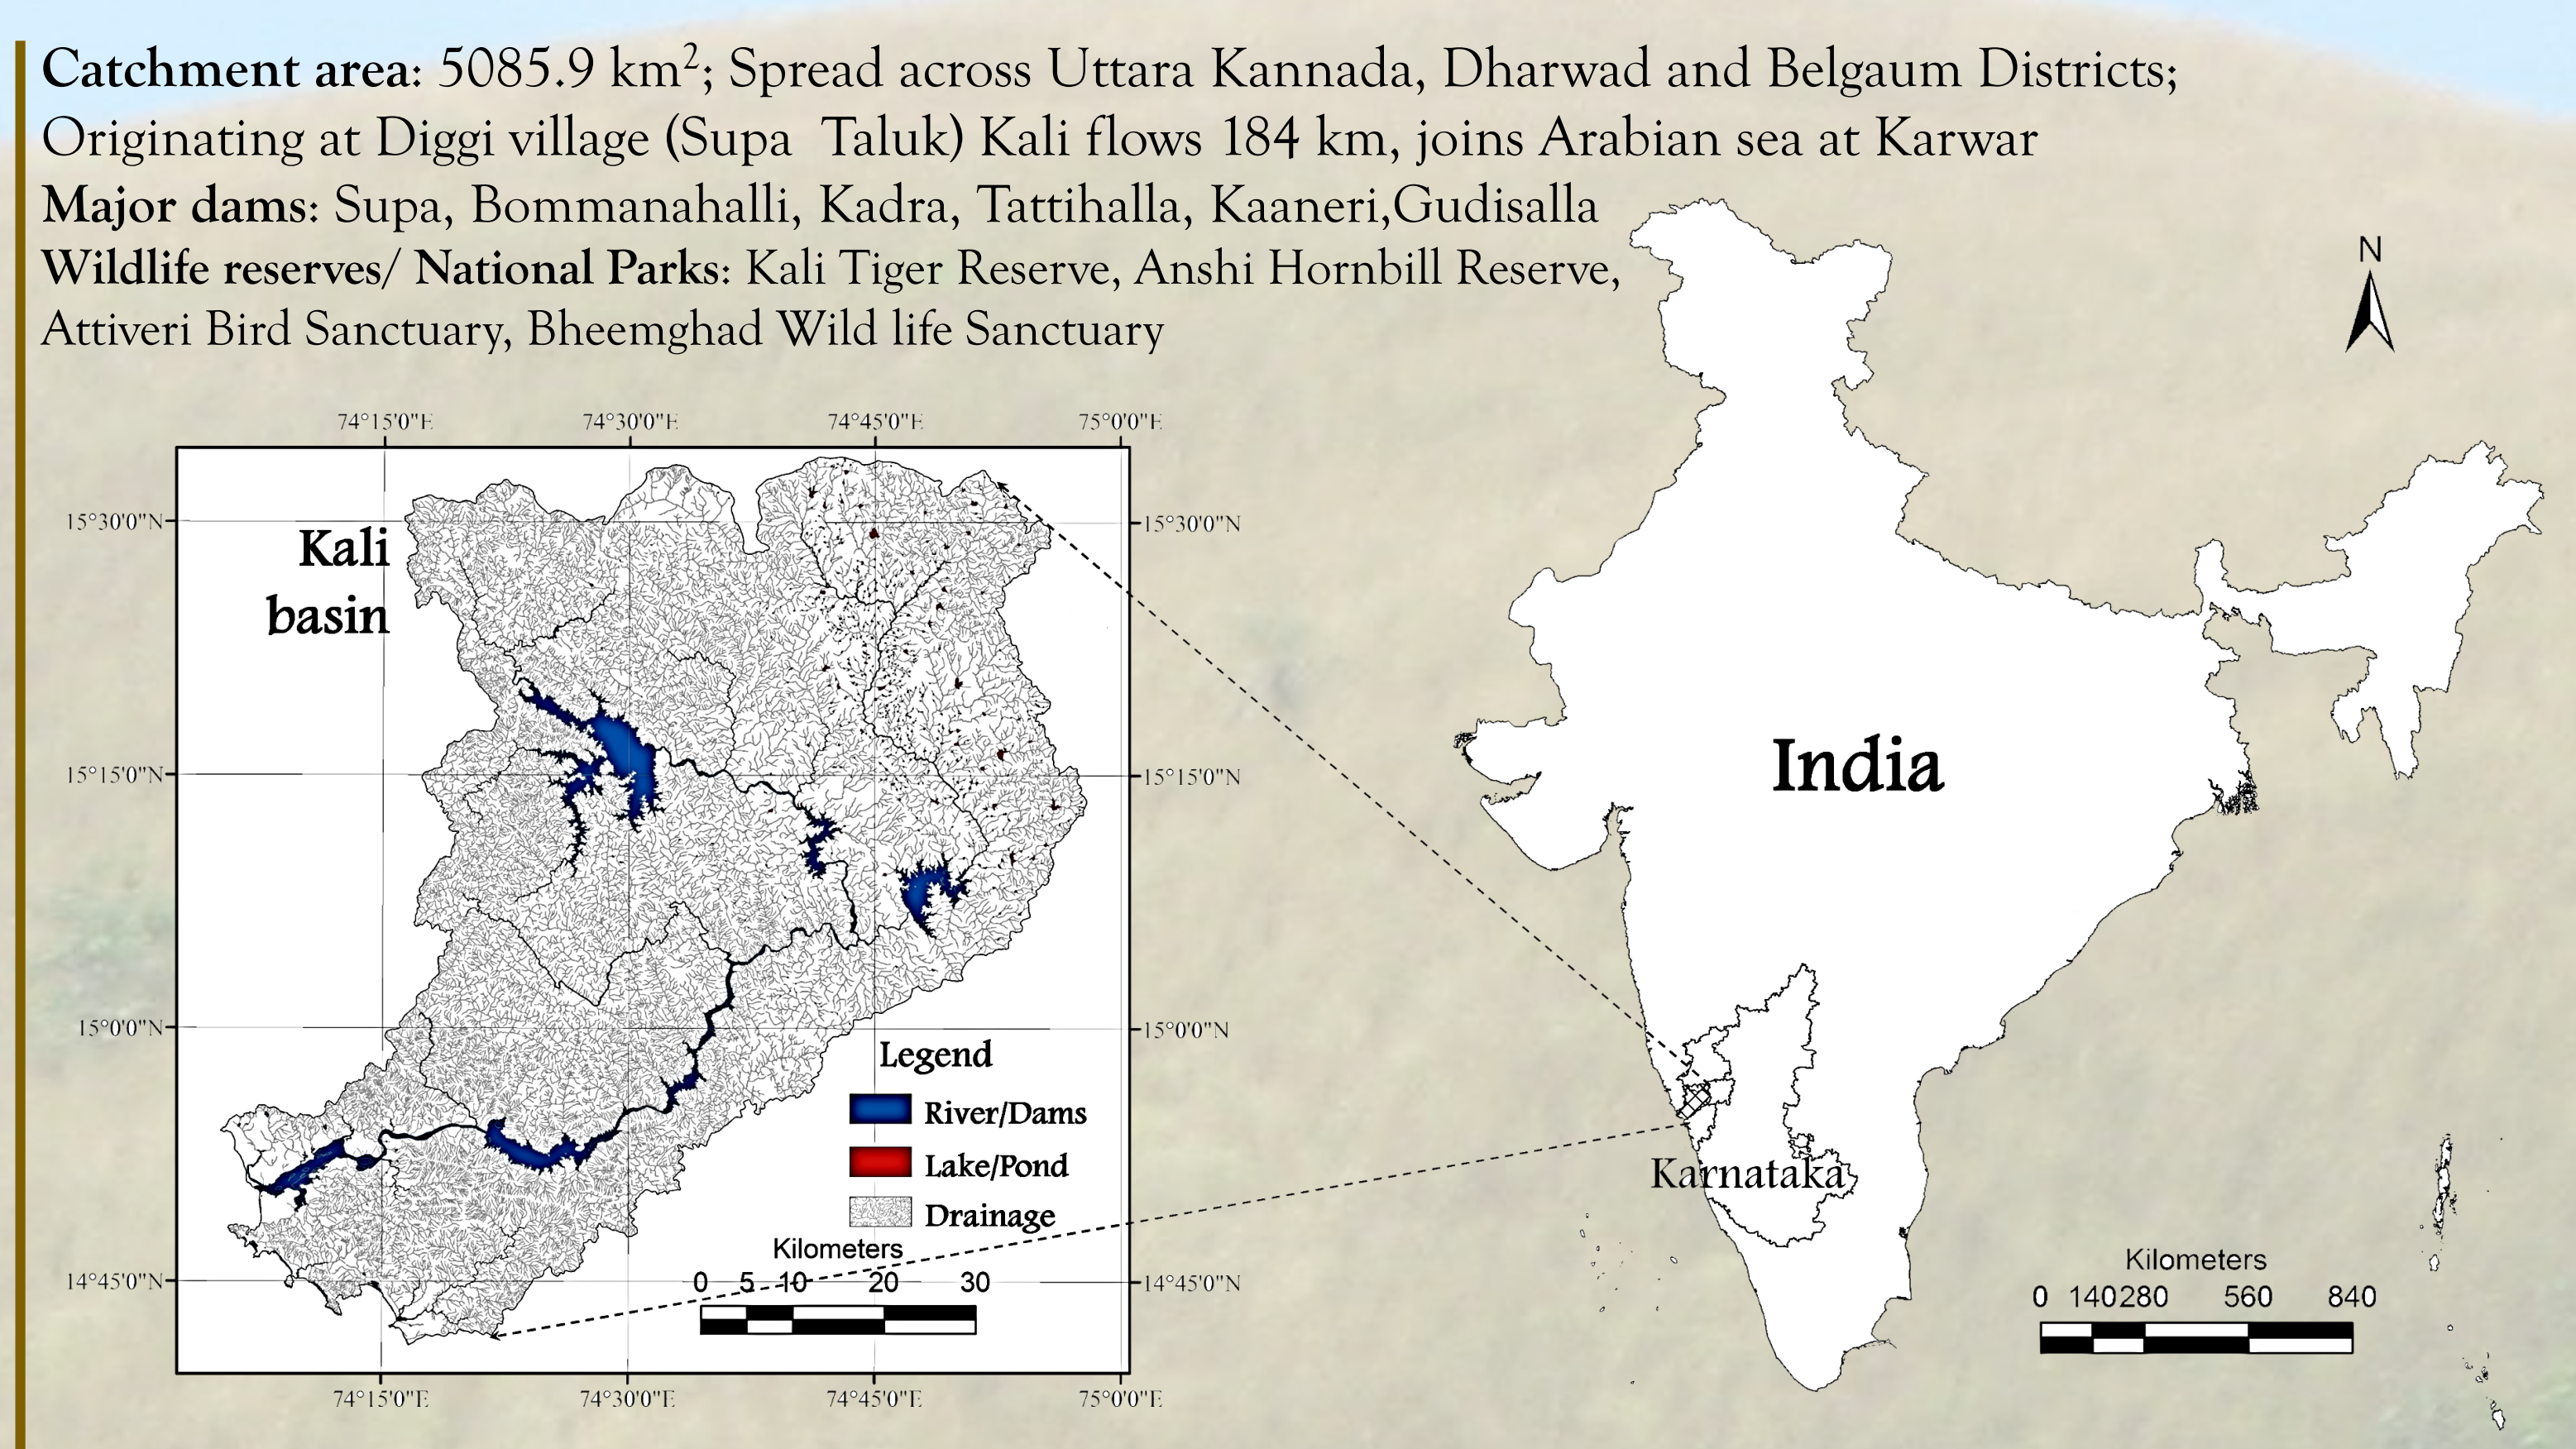 Catchment area: 5085.9 km²; Spread across Uttara Kannada, Dharwad and Belgaum Districts;
Originating at Diggi village (Supa Taluk) Kali flows 184 km, joins Arabian sea at Karwar
Major dams: Supa, Bommanahalli, Kadra, Tattihalla, Kaaneri,Gudisalla
Wildlife reserves/ National Parks: Kali Tiger Reserve, Anshi Hornbill Reserve,
Attiveri Bird Sanctuary, Bheemghad Wild life Sanctuary
N
74°15'0"E 74°30'0"E 74°45'0"E 75°0'0"E
15°30'0"N 15°30'0"N
Kali
basin
15°15'0"N 15°15'0"N
15°0'0"N 15°0'0"N
Legend
River/Dams
Lake/Pond
Drainage
Kilometers
0 5 10 20 30
14°45'0"N 14°45'0"N
74°15'0"E 74°30'0"E 74°45'0"E 75°0'0"E
India
Karnataka
Kilometers
0 140 280 560 840